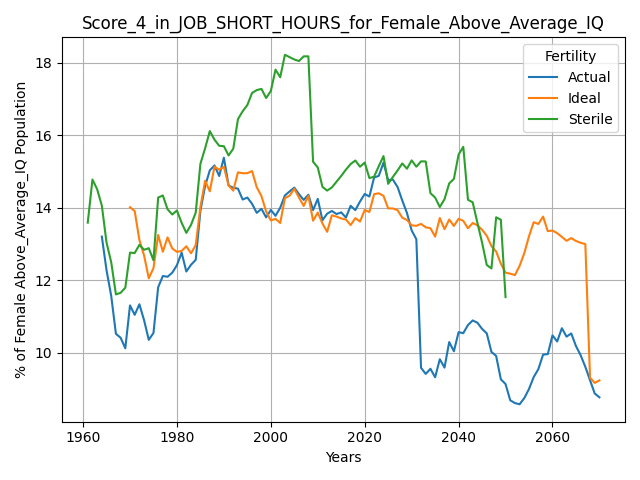 Score_4_in_JOB_SHORT_HOURS_for_Female_Above_Average_IQ
% of Female Above_Average_IQ Population
18
16
14
12
10
Fertility
Actual
Ideal
Sterile
1960 1980 2000 2020 2040 2060
Years